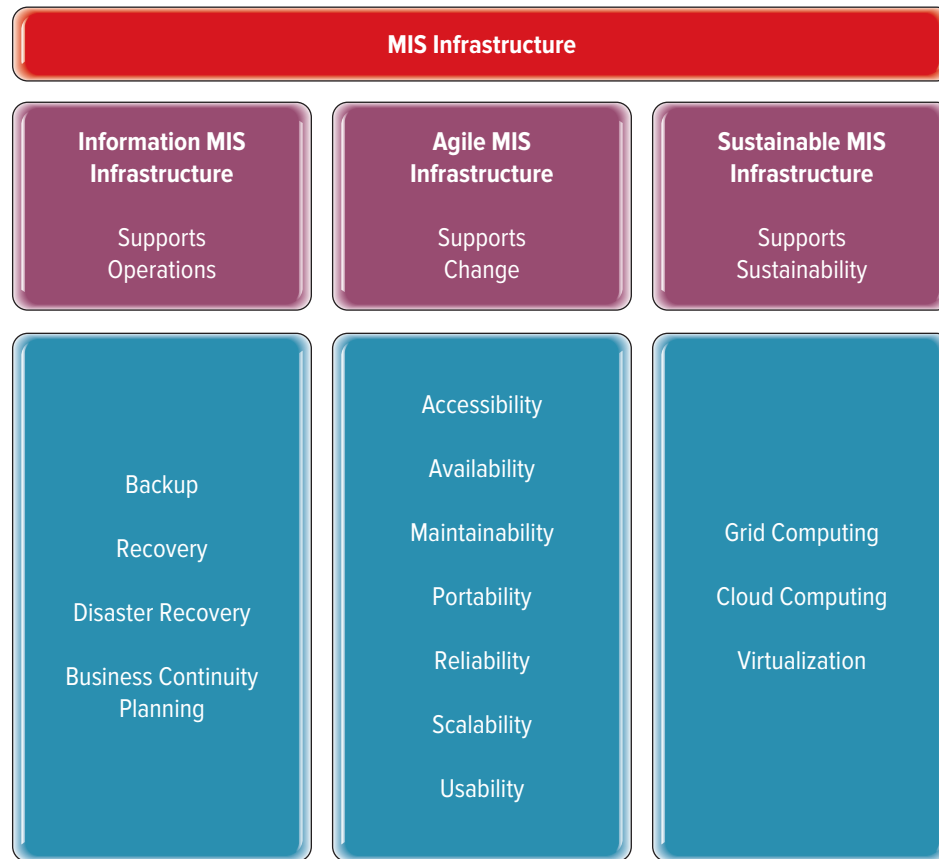 MIS Infrastructure
Information MIS
Infrastructure
Supports
Operations
Agile MIS
Infrastructure
Supports
Change
Sustainable MIS
Infrastructure
Supports
Sustainability
Backup
Recovery
Disaster Recovery
Business Continuity
Planning
Accessibility
Availability
Maintainability
Portability
Reliability
Scalability
Usability
Grid Computing
Cloud Computing
Virtualization